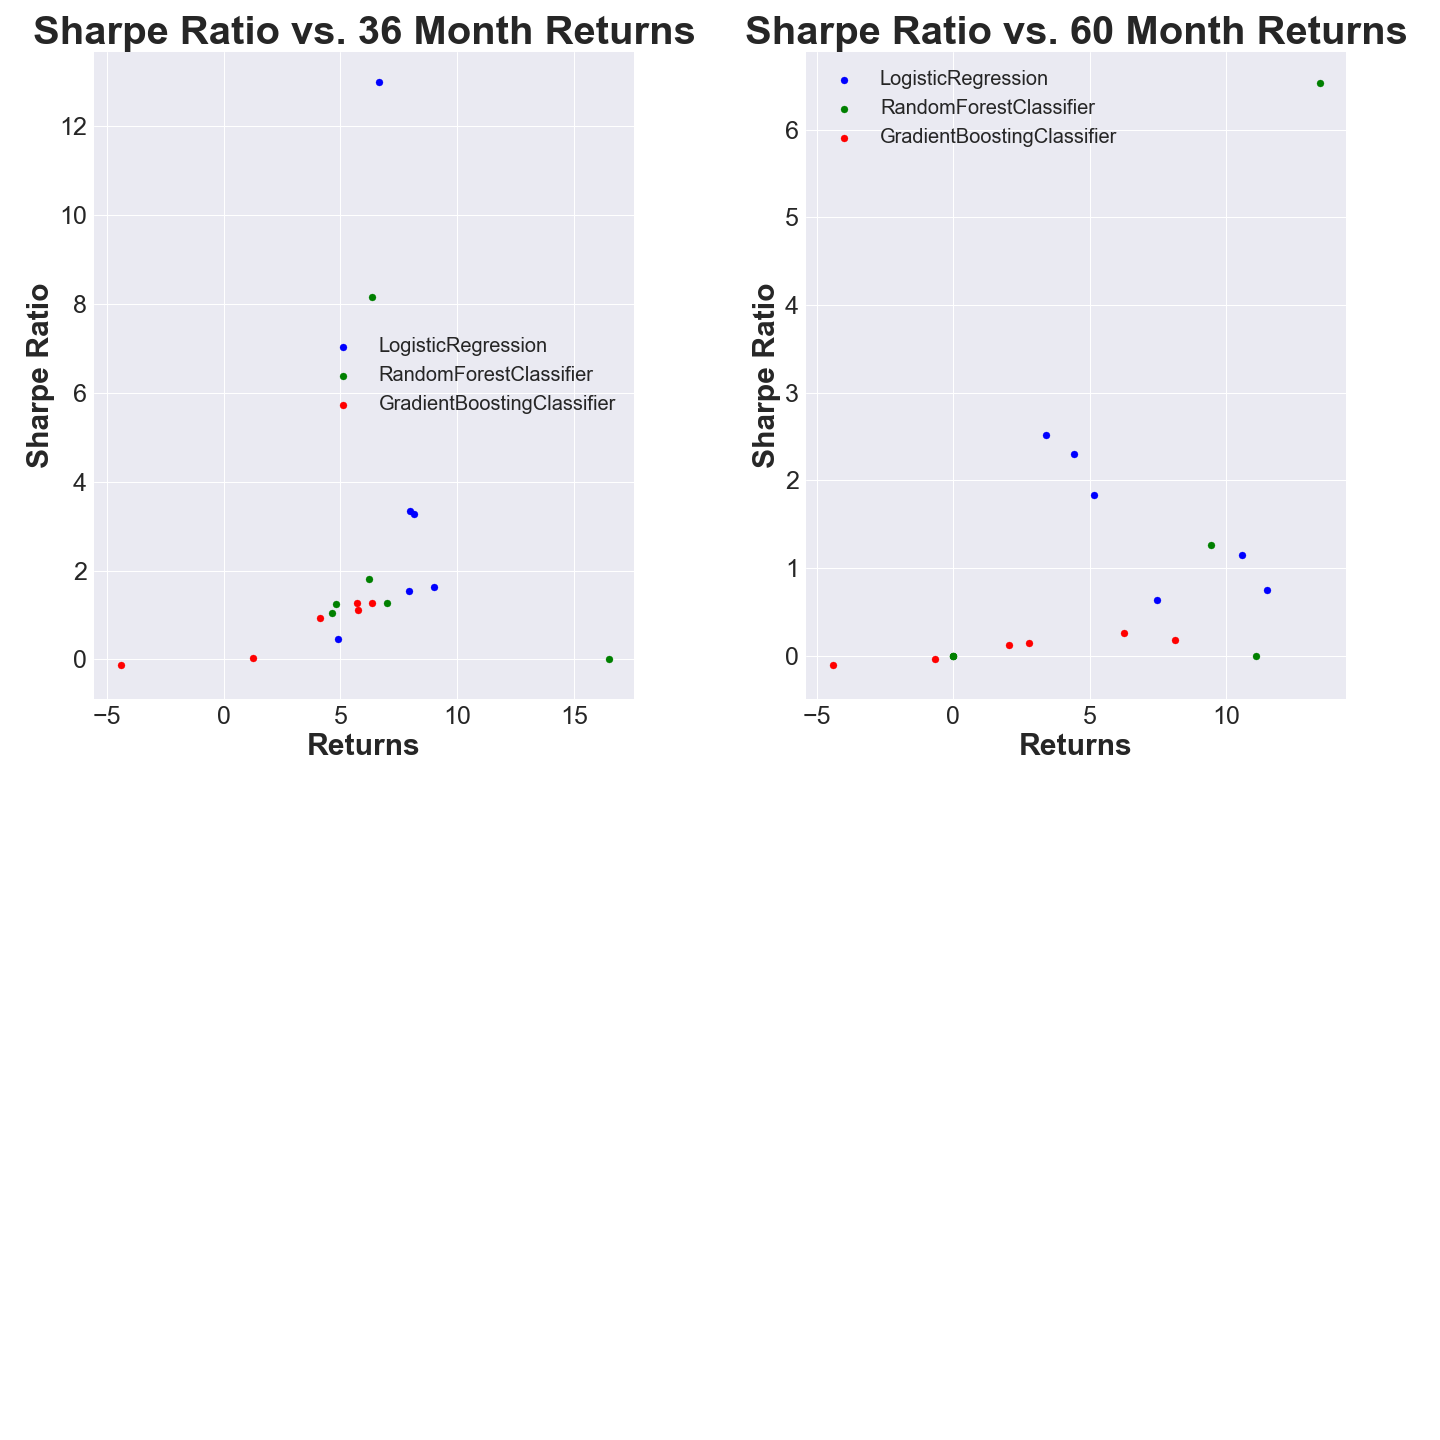 Sharpe Ratio vs. 36 Month Returns
12
10
8
6
4
2
0
Sharpe Ratio
LogisticRegression
RandomForestClassifier
GradientBoostingClassifier
−5 0 5 10 15
Returns
Sharpe Ratio vs. 60 Month Returns
LogisticRegression
RandomForestClassifier
GradientBoostingClassifier
6
5
4
3
2
1
0
Sharpe Ratio
−5 0 5 10
Returns